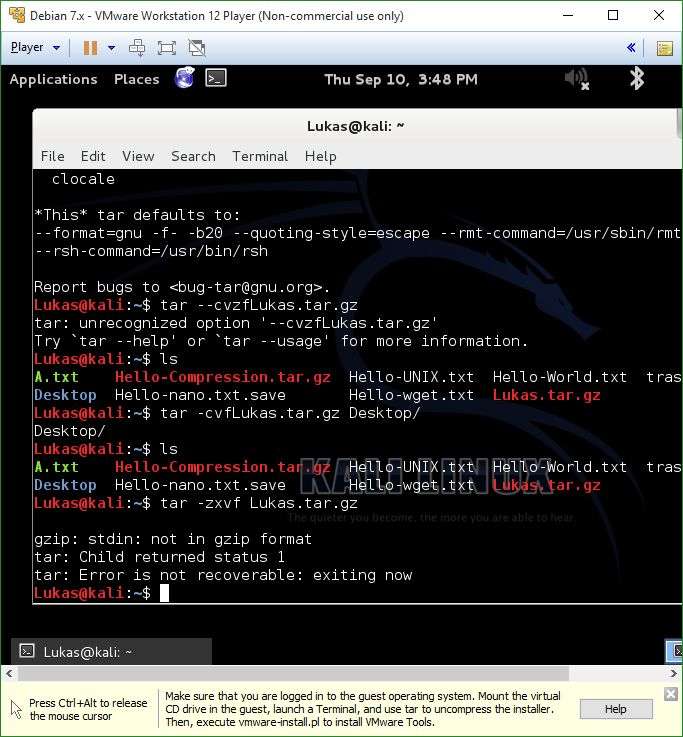 Debian 7.x - VMware Workstation 12 Player (Non-commercial use only)
Player
Applications Places Thu Sep 10, 3:48 PM
Lukas@kali: ~
File Edit View Search Terminal Help
clocale
*This* tar defaults to:
--format=gnu -f- -b20 --quoting-style=escape --rmt-command=/usr/sbin/rmt
--rsh-command=/usr/bin/rsh
Report bugs to <bug-tar@gnu.org>.
Lukas@kali:~$ tar --cvzfLukas.tar.gz
tar: unrecognized option '--cvzfLukas.tar.gz'
Try `tar --help' or `tar --usage' for more information.
Lukas@kali:~$ ls
A.txt Hello-Compression.tar.gz Hello-UNIX.txt Hello-World.txt tras
Desktop Hello-nano.txt.save Hello-wget.txt Lukas.tar.gz
Lukas@kali:~$ tar -cvfLukas.tar.gz Desktop/
Desktop/
Lukas@kali:~$ ls
A.txt Hello-Compression.tar.gz Hello-UNIX.txt Hello-World.txt tras
Desktop Hello-nano.txt.save Hello-wget.txt Lukas.tar.gz
KALI LINUX
Lukas@kali:~$ tar -zxvf Lukas.tar.gz
The quieter you become, the more you are able to hear.
gzip: stdin: not in gzip format
tar: Child returned status 1
tar: Error is not recoverable: exiting now
Lukas@kali:~$
Lukas@kali: ~
Press Ctrl+Alt to release
the mouse cursor
Make sure that you are logged in to the guest operating system. Mount the virtual
CD drive in the guest, launch a Terminal, and use tar to uncompress the installer.
Then, execute vmware-install.pl to install VMware Tools.
Help